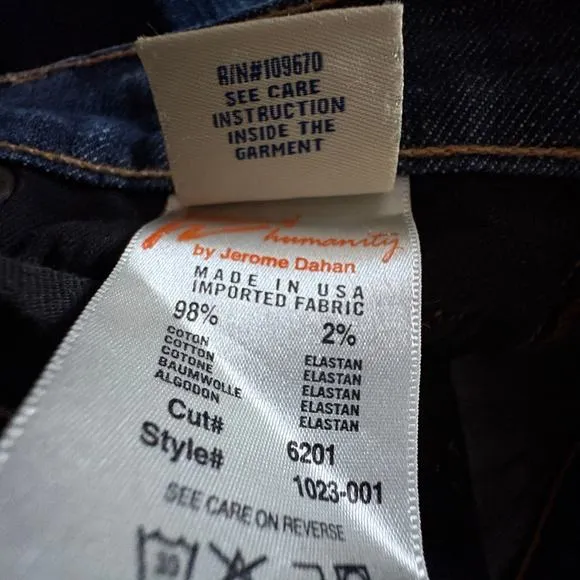 R/N#109670
SEE CARE
INSTRUCTION
INSIDE THE
GARMENT
humanity
by Jerome Dahan
MADE IN USA
IMPORTED FABRIC
98% 2%
COTON ELASTAN
COTTON ELASTAN
COTONE ELASTAN
BAUMWOLLE ELASTAN
ALGODON ELASTAN
Cut# 6201
Style# 1023-001
SEE CARE ON REVERSE
30